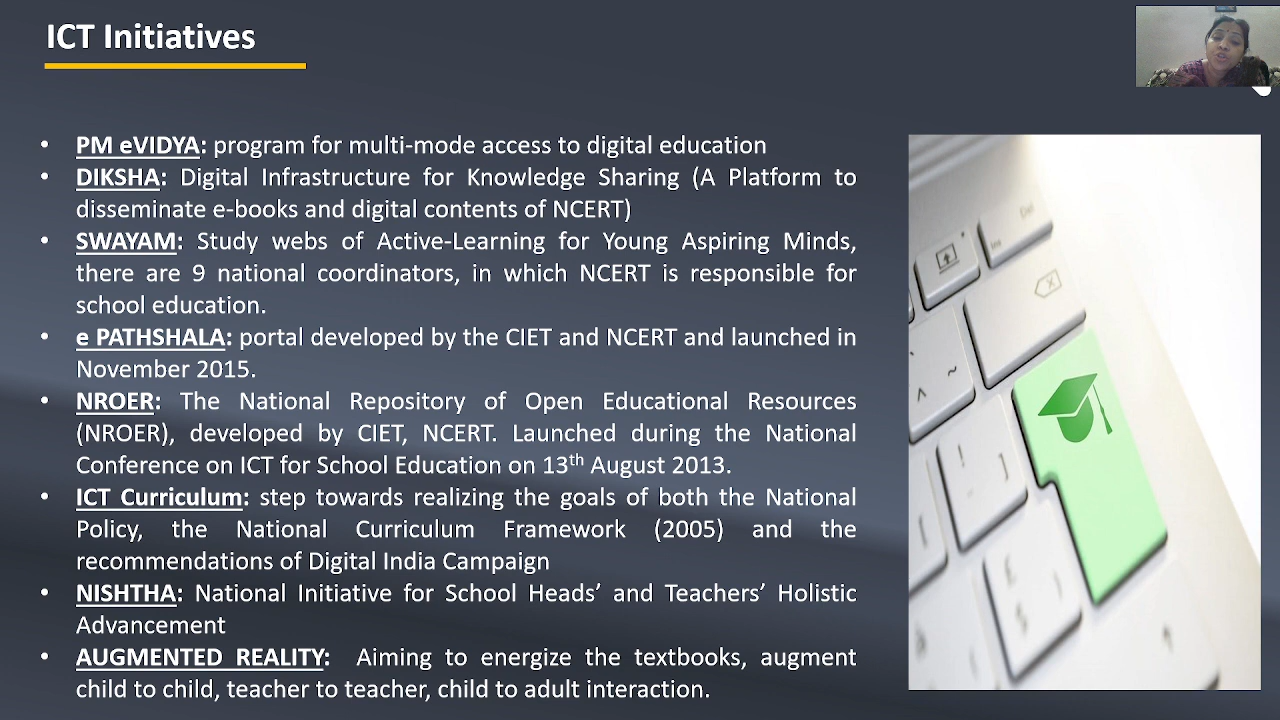 ICT Initiatives
• PM eVIDYA: program for multi-mode access to digital education
• DIKSHA: Digital Infrastructure for Knowledge Sharing (A Platform to
disseminate e-books and digital contents of NCERT)
• SWAYAM: Study webs of Active-Learning for Young Aspiring Minds,
there are 9 national coordinators, in which NCERT is responsible for
school education.
• e PATHSHALA: portal developed by the CIET and NCERT and launched in
November 2015.
• NROER: The National Repository of Open Educational Resources
(NROER), developed by CIET, NCERT. Launched during the National
Conference on ICT for School Education on 13th August 2013.
• ICT Curriculum: step towards realizing the goals of both the National
Policy, the National Curriculum Framework (2005) and the
recommendations of Digital India Campaign
• NISHTHA: National Initiative for School Heads’ and Teachers’ Holistic
Advancement
• AUGMENTED REALITY: Aiming to energize the textbooks, augment
child to child, teacher to teacher, child to adult interaction.
Del
Ins